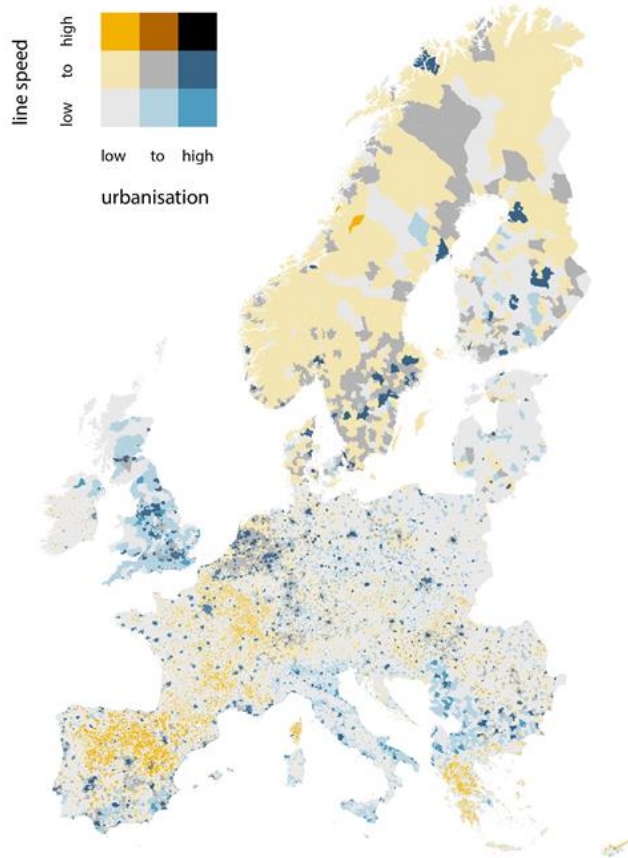 line speed
high
to
low
low to high
urbanisation